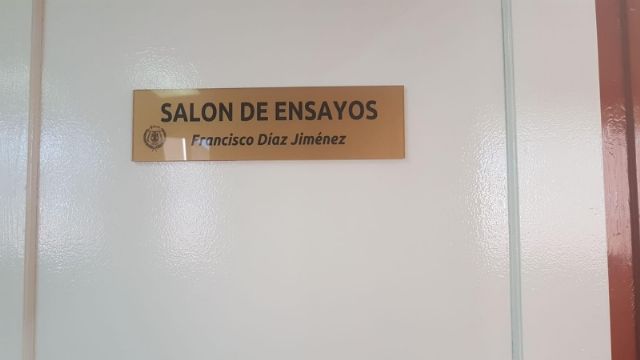 SALON DE ENSAYOS
Francisco Díaz Jiménez